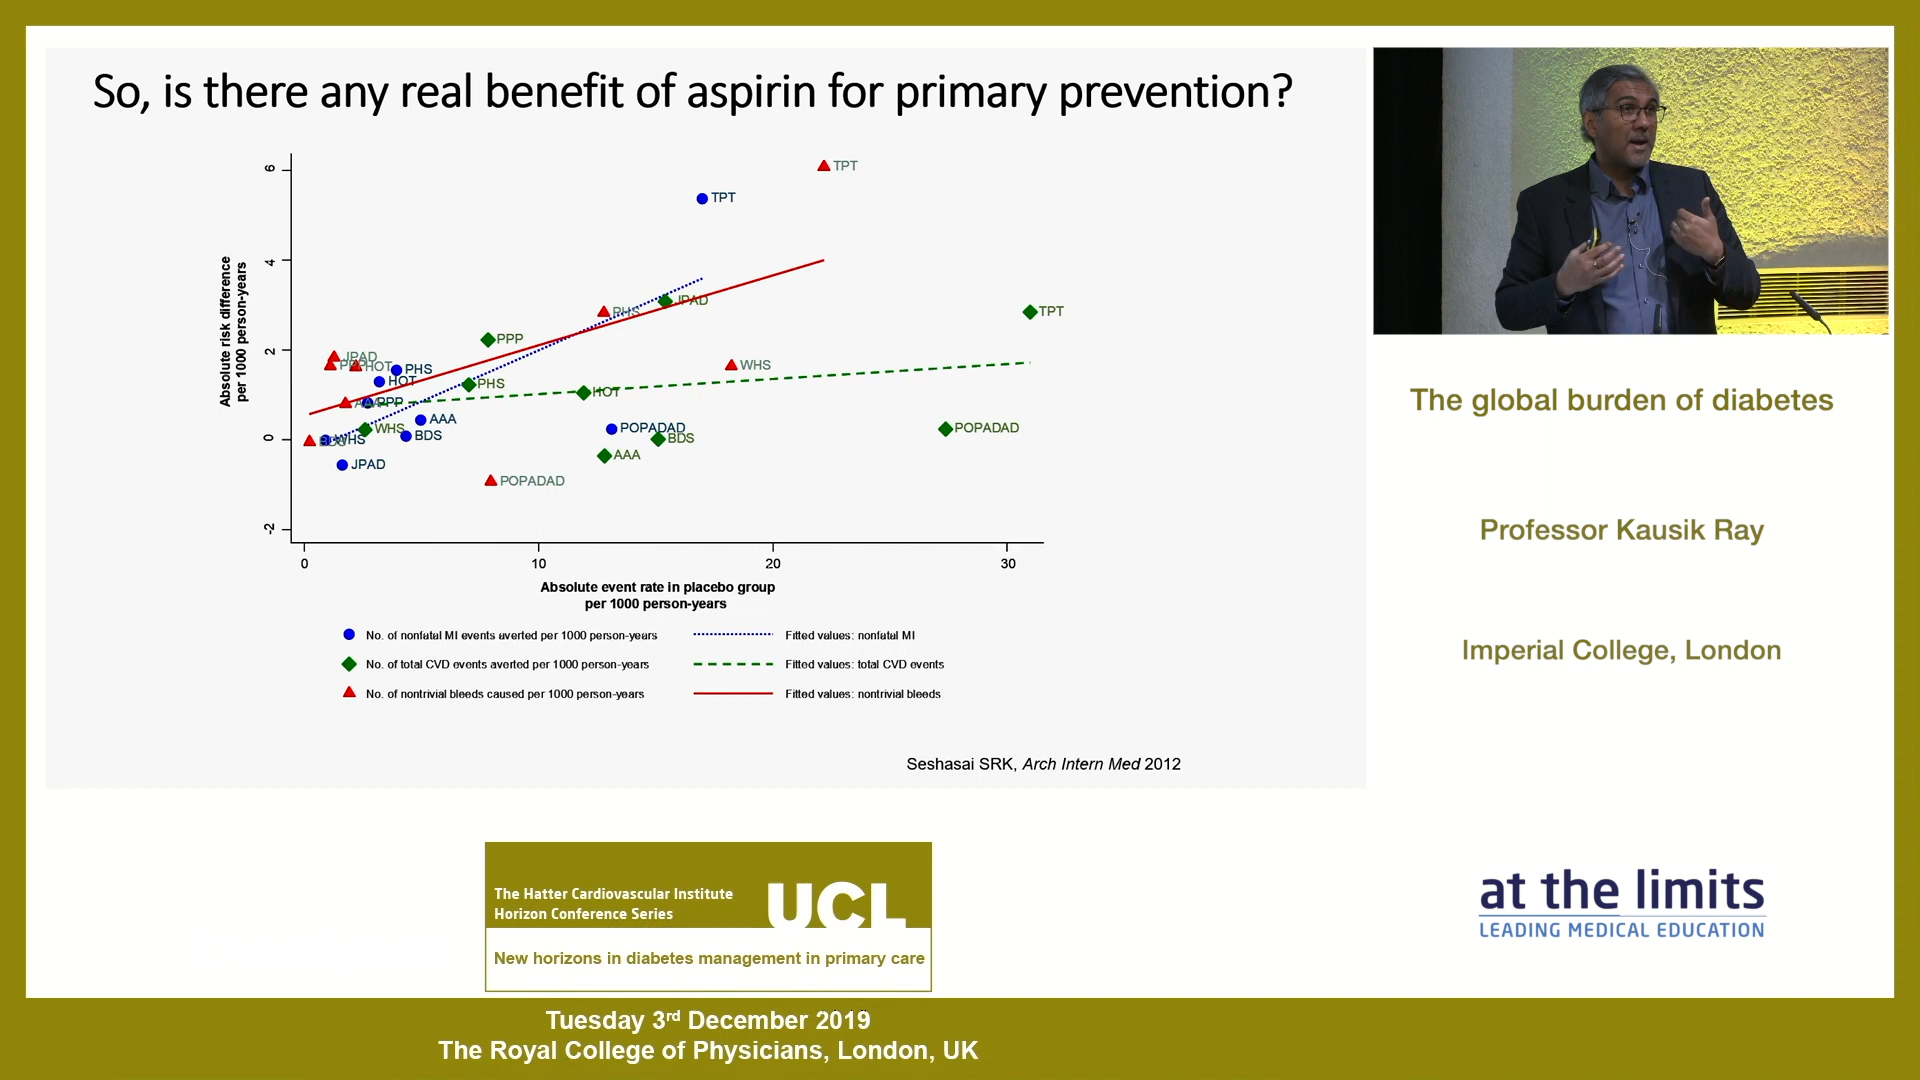 So, is there any real benefit of aspirin for primary prevention?
Absolute risk difference
per 1000 person-years
6
4
2
0
-2
TPT
TPT
PHS
JPAD
TPT
PPP
JPAD
HOT
WHS
PHS
HOT
PHS
HOT
PPP
AAA
WHS
BDS
POPADAD
BDS
POPADAD
WHS
AAA
JPAD
POPADAD
0
10
20
30
Absolute event rate in placebo group
per 1000 person-years
No. of nonfatal MI events averted per 1000 person-years
Fitted values: nonfatal MI
No. of total CVD events averted per 1000 person-years
Fitted values: total CVD events
No. of nontrivial bleeds caused per 1000 person-years
Fitted values: nontrivial bleeds
Seshasai SRK, Arch Intern Med 2012
The global burden of diabetes
Professor Kausik Ray
Imperial College, London
The Hatter Cardiovascular Institute
Horizon Conference Series
UCL
New horizons in diabetes management in primary care
at the limits
LEADING MEDICAL EDUCATION
Tuesday 3rd December 2019
The Royal College of Physicians, London, UK